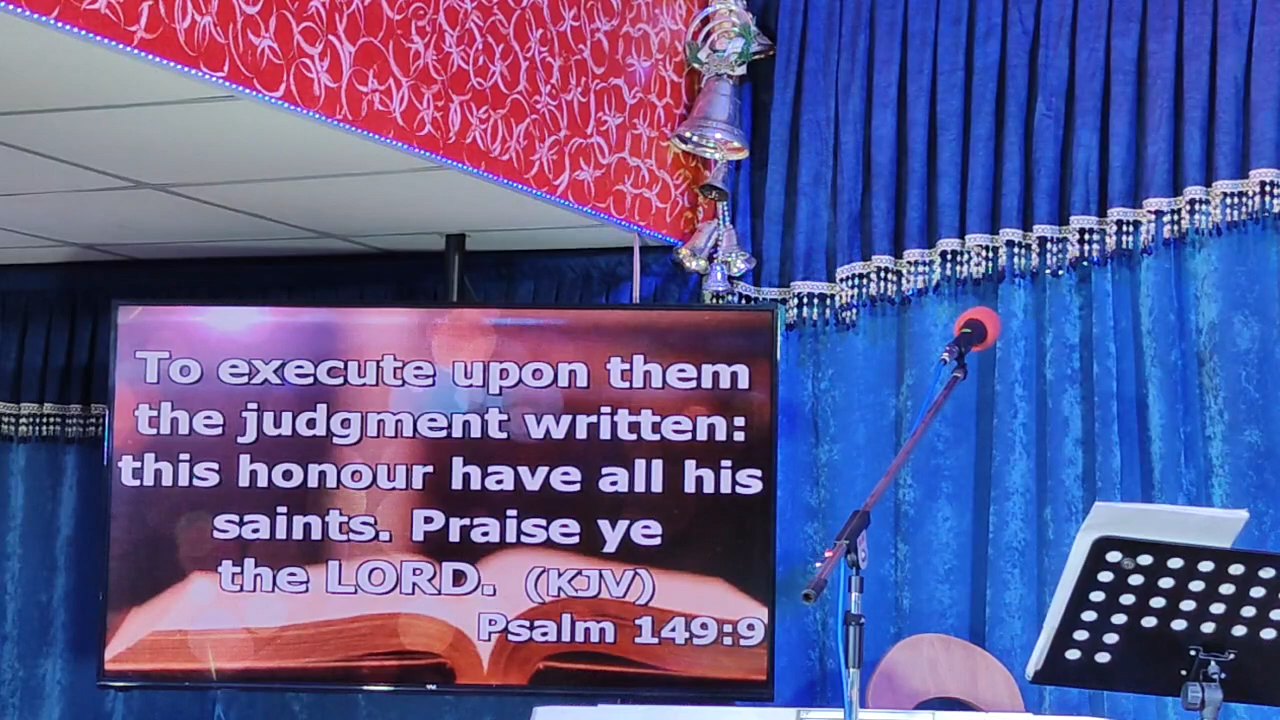 To execute upon them
the judgment written:
this honour have all his
saints. Praise ye
the LORD. (KJV)
Psalm 149:9